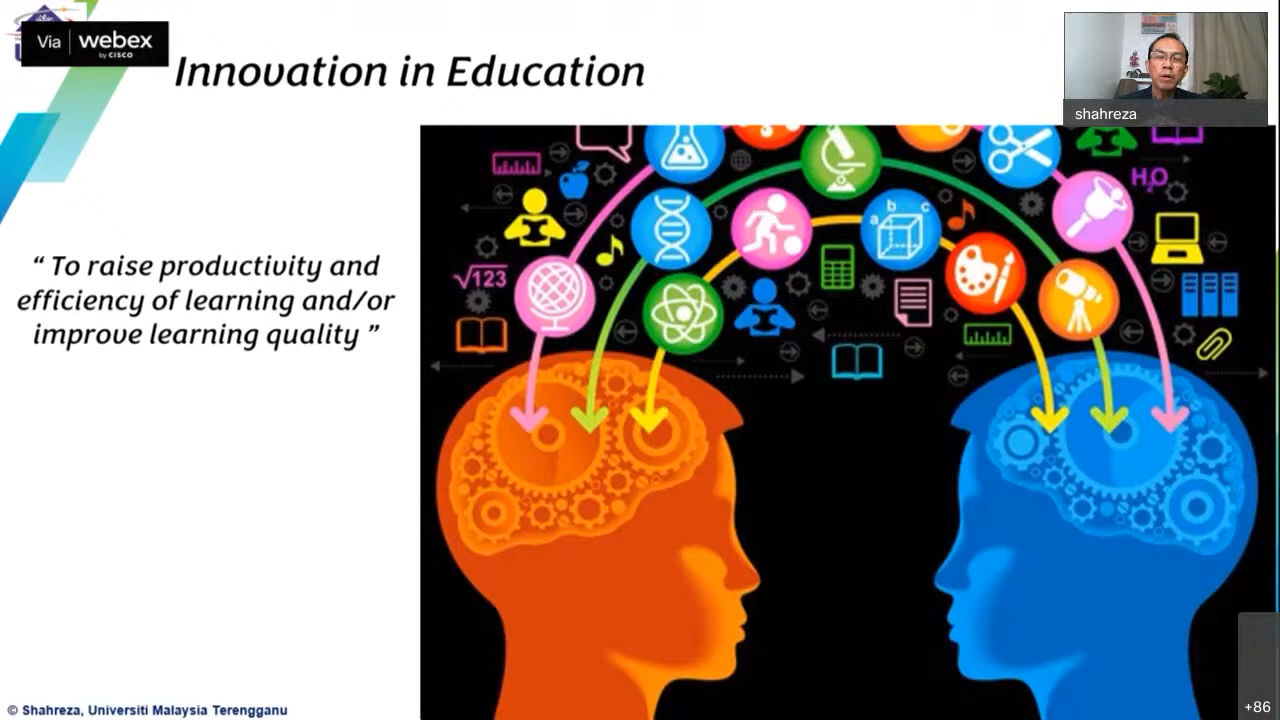 Via webex
by CISCO
Innovation in Education
shahreza
“ To raise productivity and
efficiency of learning and/or
improve learning quality ”
H₂O
a b c
√123
+86
© Shahreza, Universiti Malaysia Terengganu